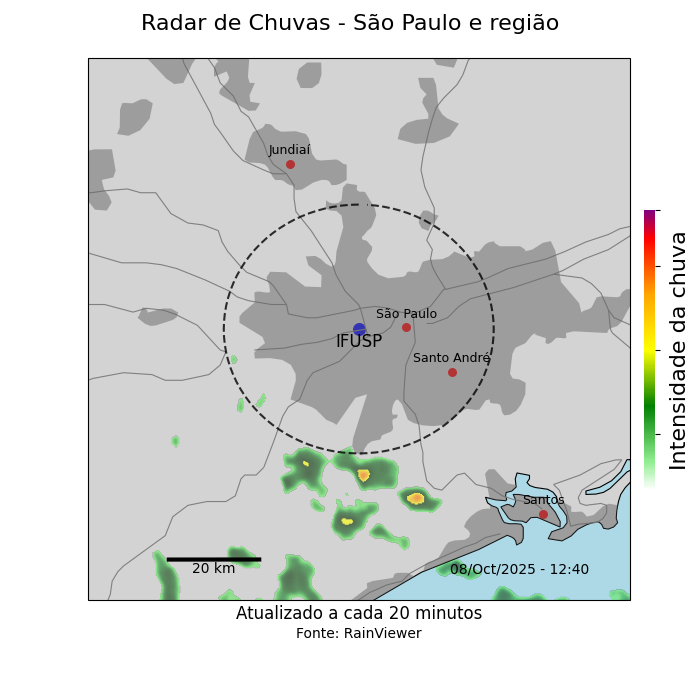 Radar de Chuvas - São Paulo e região
Jundiaí
São Paulo
IFUSP
Santo André
Santos
20 km
08/Oct/2025 - 12:40
Intensidade da chuva
Atualizado a cada 20 minutos
Fonte: RainViewer